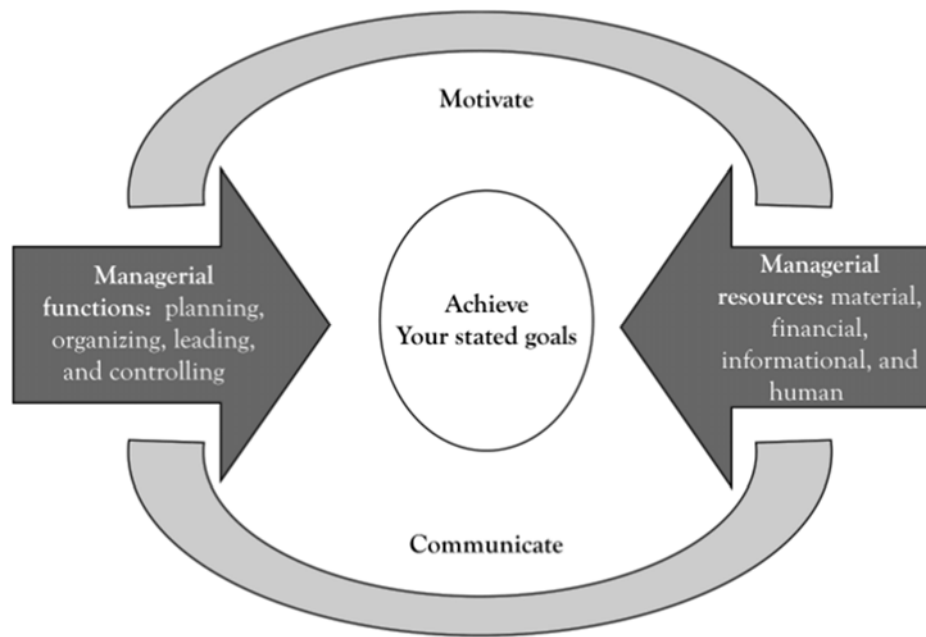 Motivate
Managerial
functions: planning,
organizing, leading,
and controlling
Achieve
Your stated goals
Managerial
resources: material,
financial,
informational, and
human
Communicate